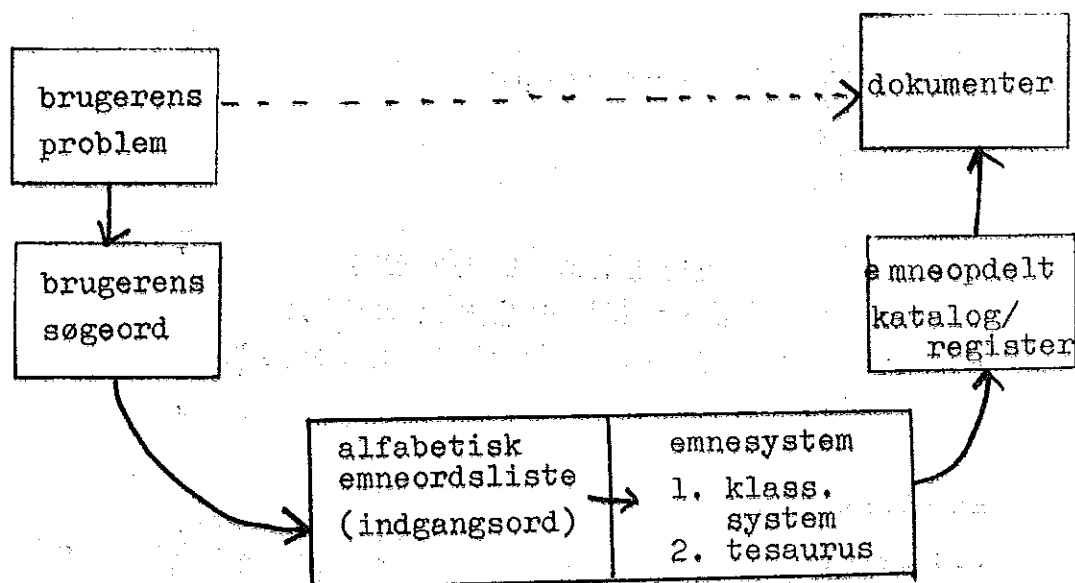 brugerens
problem
dokumenter
brugerens
søgeord
emneopdelt
katalog/
register
alfabetisk
emneordsliste
(indgangsord)
emnesystem
1. klass.
system
2. tesaurus